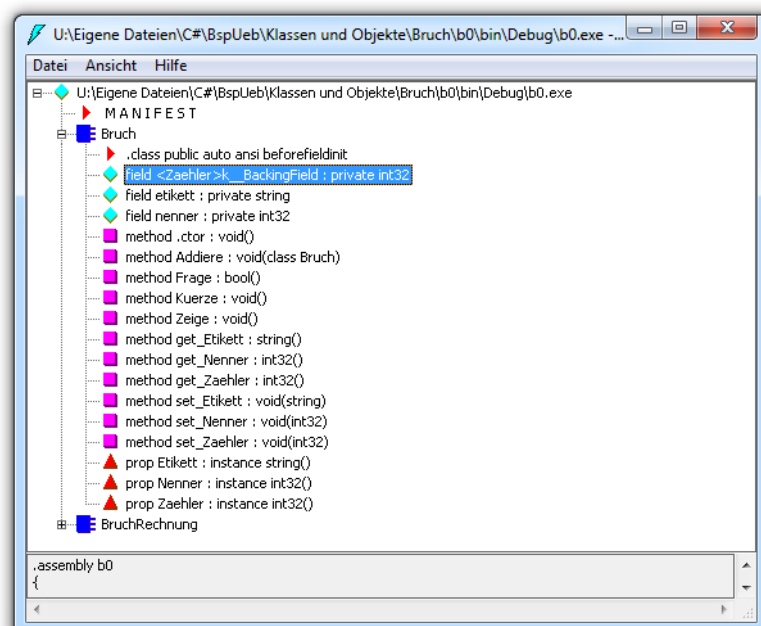 U:\Eigene Dateien\C#\BspUeb\Klassen und Objekte\Bruch\b0\bin\Debug\b0.exe -...
Datei Ansicht Hilfe
U:\Eigene Dateien\C#\BspUeb\Klassen und Objekte\Bruch\b0\bin\Debug\b0.exe
M A N I F E S T
Bruch
.class public auto ansi beforefieldinit
field <Zaehler>k__BackingField : private int32
field etikett : private string
field nenner : private int32
method .ctor : void()
method Addiere : void(class Bruch)
method Frage : bool()
method Kuerze : void()
method Zeige : void()
method get_Etikett : string()
method get_Nenner : int32()
method get_Zaehler : int32()
method set_Etikett : void(string)
method set_Nenner : void(int32)
method set_Zaehler : void(int32)
prop Etikett : instance string()
prop Nenner : instance int32()
prop Zaehler : instance int32()
BruchRechnung
.assembly b0
{